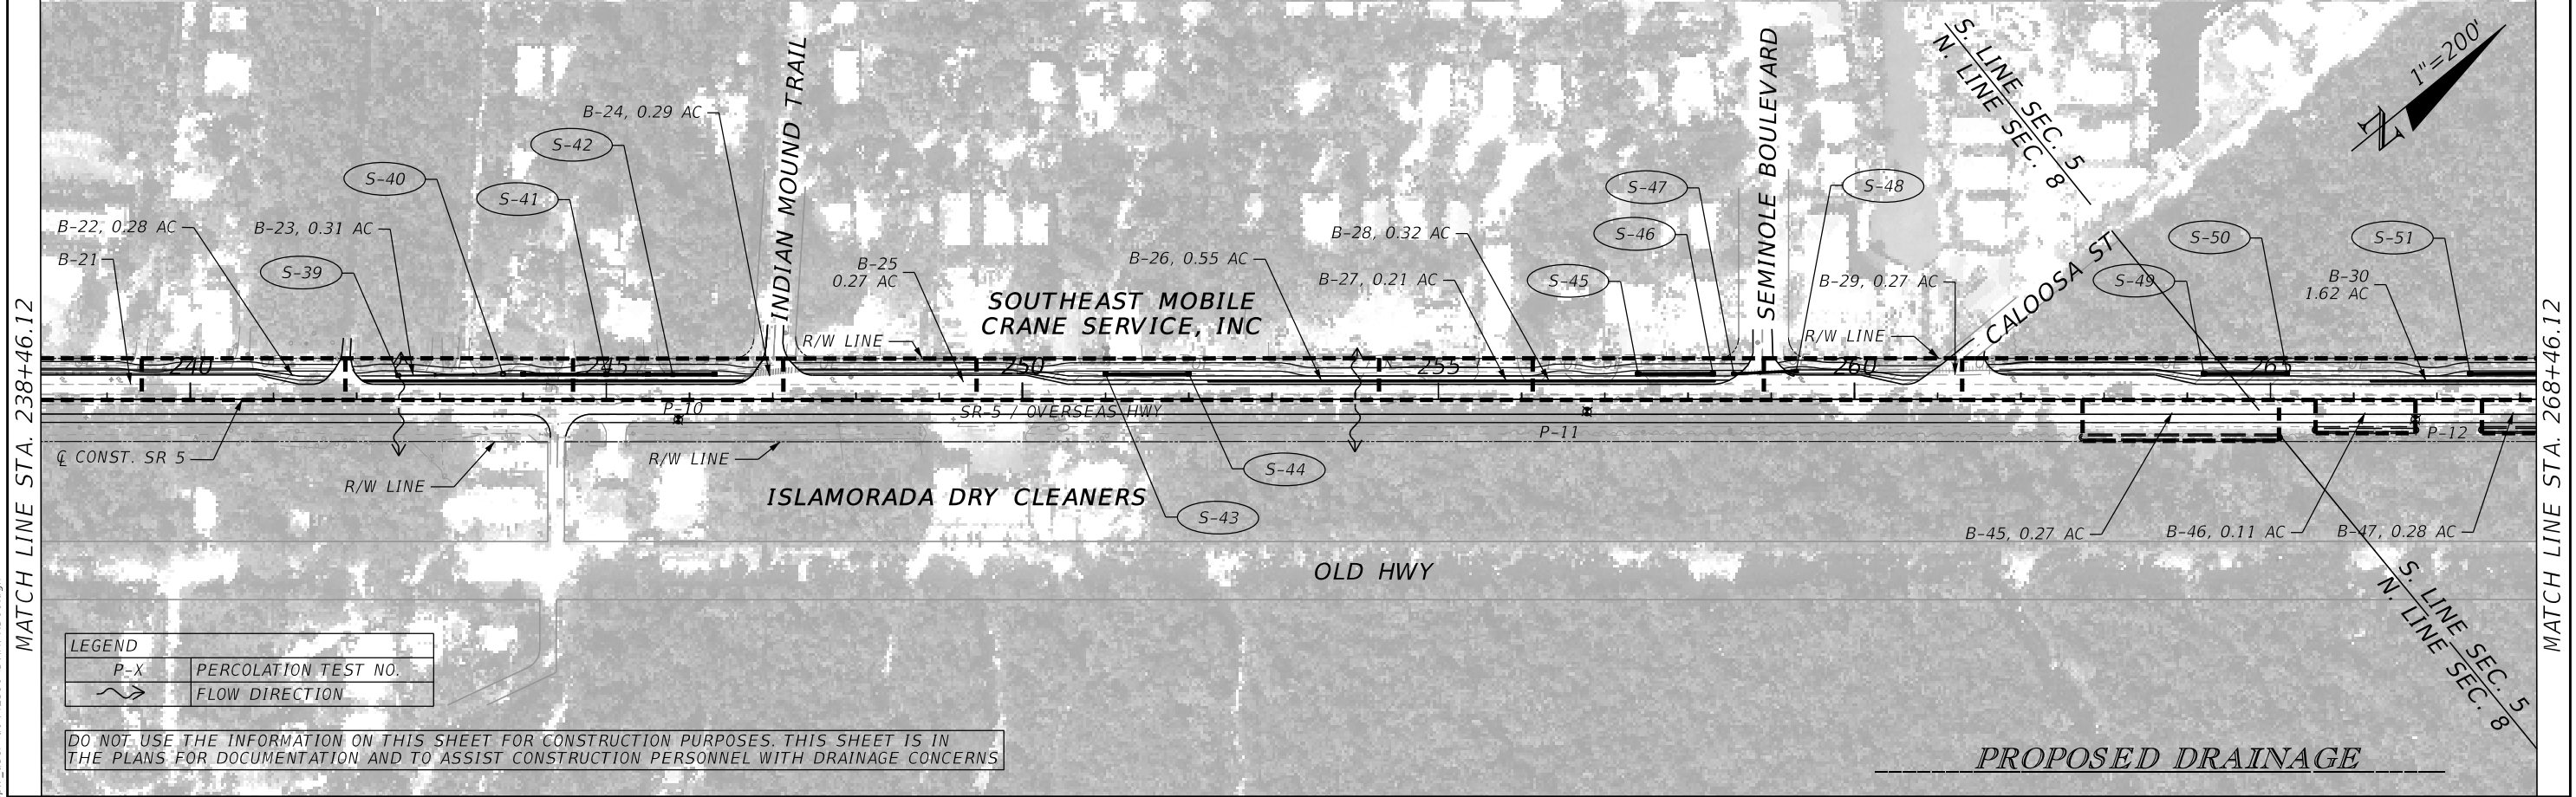 MATCH LINE STA. 238+46.12
S. LINE SEC. 5
N. LINE SEC. 8
1"=200'
N
B-24, 0.29 AC
S-42
INDIAN MOUND TRAIL
SEMINOLE BOULEVARD
S-40
S-41
S-47
S-48
B-22, 0.28 AC
B-23, 0.31 AC
S-46
B-28, 0.32 AC
S-50
S-51
B-21
S-39
B-25
0.27 AC
B-26, 0.55 AC
B-27, 0.21 AC
S-45
B-29, 0.27 AC
CALOOSA ST
S-49
B-30
1.62 AC
SOUTHEAST MOBILE
CRANE SERVICE, INC
R/W LINE
R/W LINE
240
245
250
255
260
265
P-10
SR-5 / OVERSEAS HWY
P-11
P-12
℄ CONST. SR 5
R/W LINE
R/W LINE
S-44
ISLAMORADA DRY CLEANERS
S-43
B-45, 0.27 AC
B-46, 0.11 AC
B-47, 0.28 AC
OLD HWY
S. LINE SEC. 5
N. LINE SEC. 8
LEGEND
P-X PERCOLATION TEST NO.
FLOW DIRECTION
DO NOT USE THE INFORMATION ON THIS SHEET FOR CONSTRUCTION PURPOSES. THIS SHEET IS IN
THE PLANS FOR DOCUMENTATION AND TO ASSIST CONSTRUCTION PERSONNEL WITH DRAINAGE CONCERNS
PROPOSED DRAINAGE
MATCH LINE STA. 268+46.12